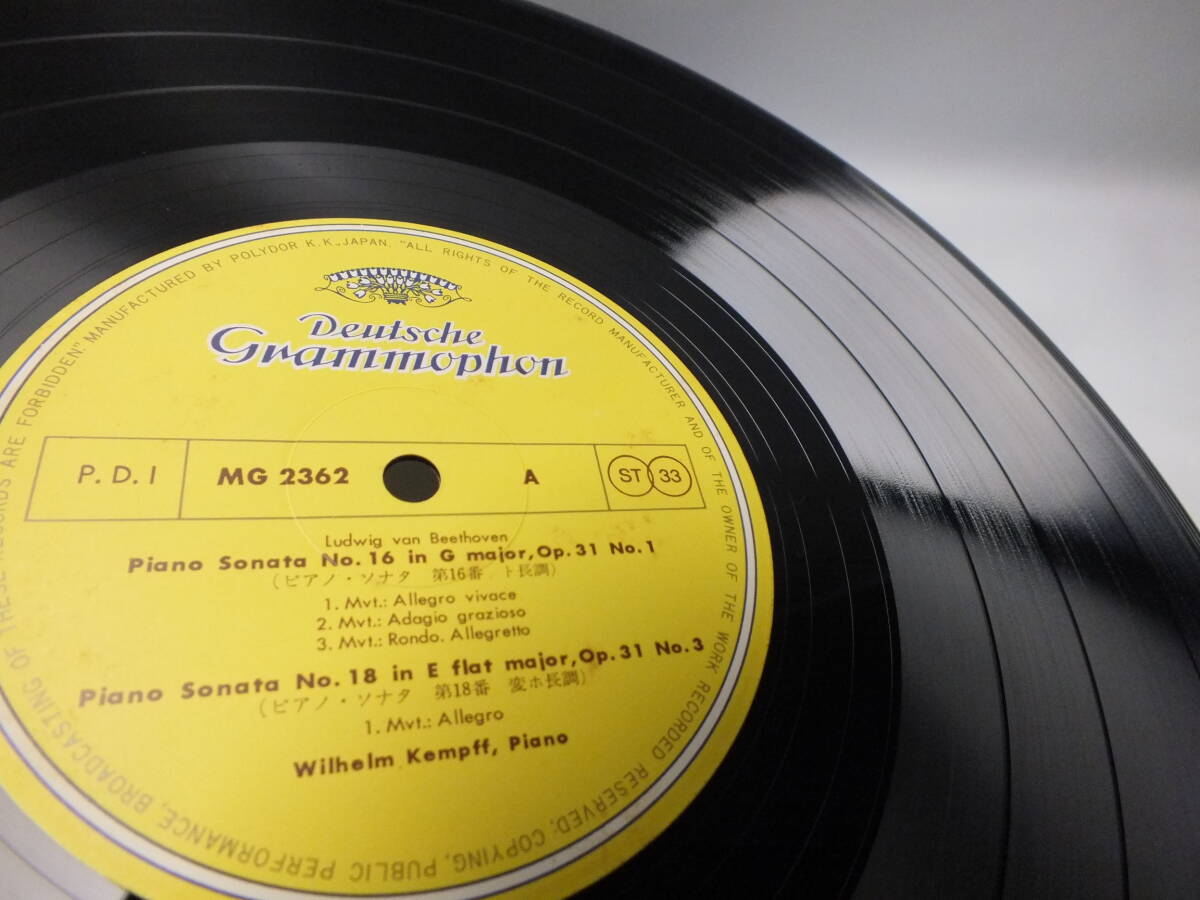 Deutsche
Grammophon
P.D.I MG 2362 A ST 33
Ludwig van Beethoven
Piano Sonata No. 16 in G major, Op. 31 No. 1
(ピアノ・ソナタ 第16番 ト長調)
1. Mvt.: Allegro vivace
2. Mvt.: Adagio grazioso
3. Mvt.: Rondo. Allegretto
Piano Sonata No. 18 in E flat major, Op. 31 No. 3
(ピアノ・ソナタ 第18番 変ホ長調)
1. Mvt.: Allegro
Wilhelm Kempff, Piano
MANUFACTURED BY POLYDOR K.K., JAPAN. "ALL RIGHTS OF THE RECORD MANUFACTURER AND OF THE OWNER OF THE WORK RECORDED RESERVED; COPYING, PUBLIC PERFORMANCE, BROADCASTING OF THESE RECORDS ARE FORBIDDEN."